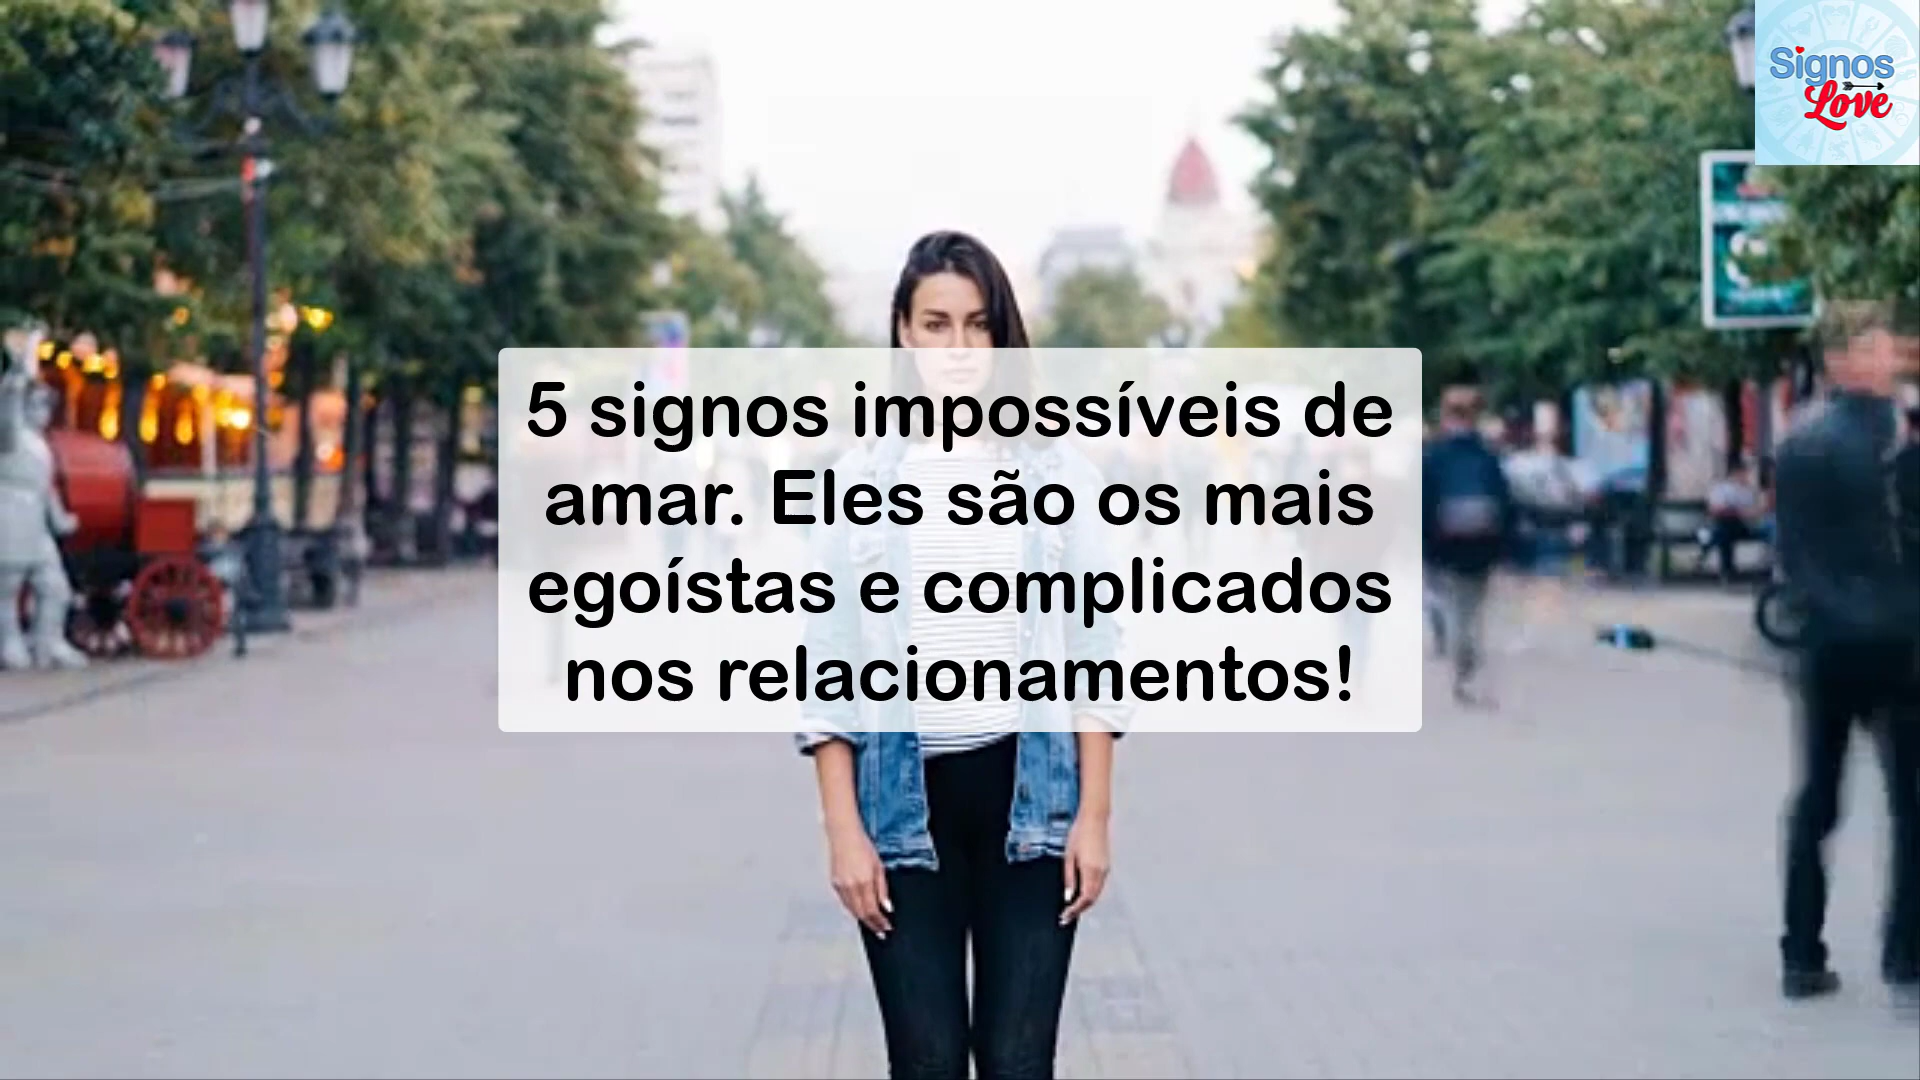 Signos
Love
5 signos impossíveis de
amar. Eles são os mais
egoístas e complicados
nos relacionamentos!